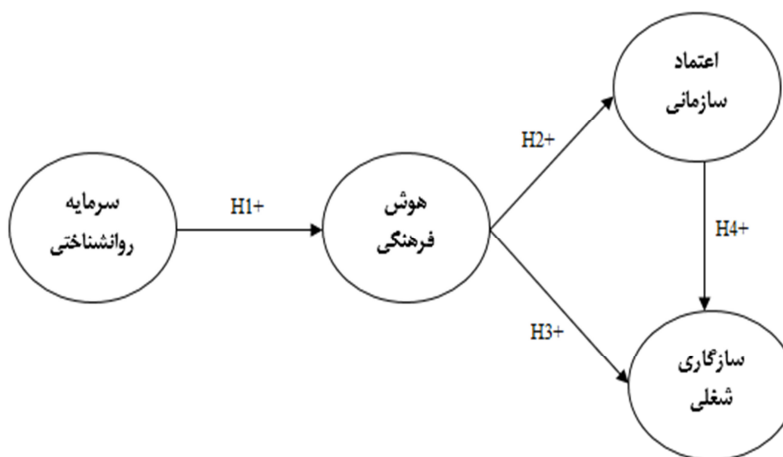 اعتماد
سازمانی
H2+
سرمایه
روانشناختی
H1+
هوش
فرهنگی
H4+
H3+
سازگاری
شغلی